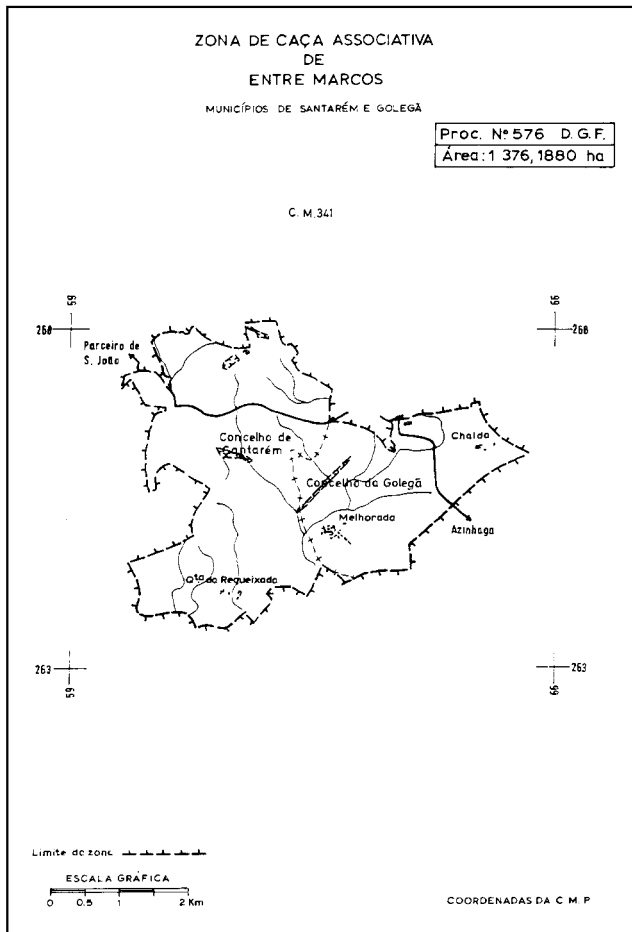 ZONA DE CAÇA ASSOCIATIVA
DE
ENTRE MARCOS
MUNICÍPIOS DE SANTARÉM E GOLEGÃ
Proc. Nº 576 D.G.F.
Área: 1 376,1880 ha
C. M. 341
59
66
268
268
Parceiro de
S. João
Concelho de
Santarém
Chalda
Concelho da Golegã
Melhorada
Azinhaga
Qta da Requeixada
263
263
59
66
Limite de zona
ESCALA GRÁFICA
0 0.5 1 2 Km
COORDENADAS DA C M P